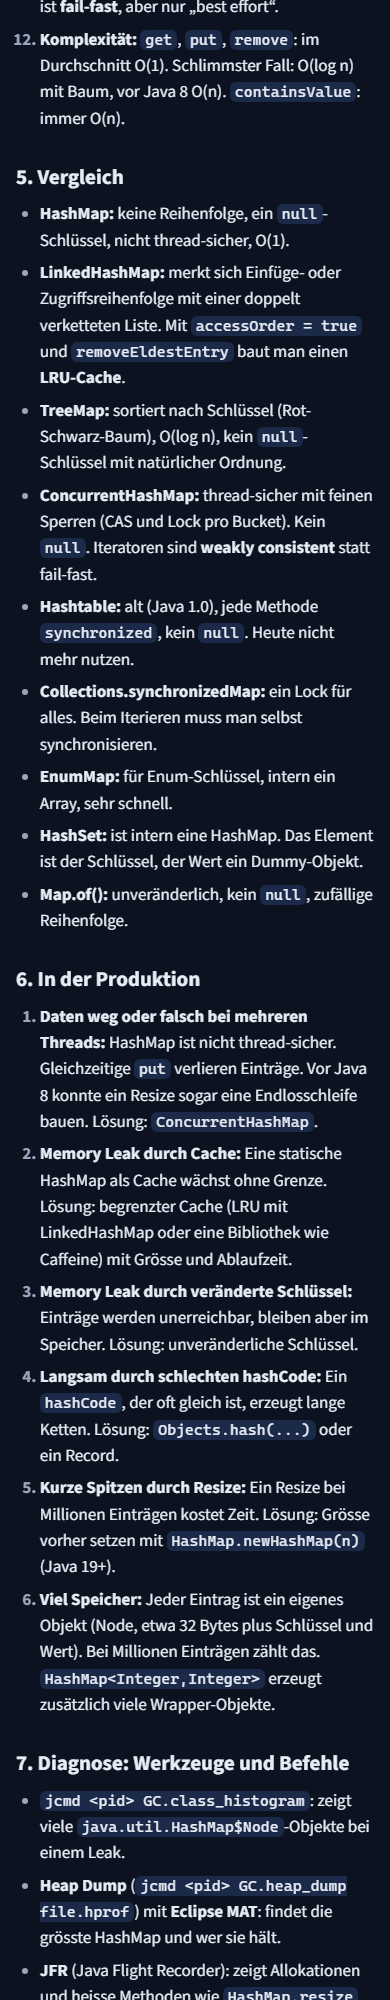 ist fail-fast, aber nur „best effort“.
12. Komplexität: get, put, remove: im
Durchschnitt O(1). Schlimmster Fall: O(log n)
mit Baum, vor Java 8 O(n). containsValue:
immer O(n).
5. Vergleich
• HashMap: keine Reihenfolge, ein null-
Schlüssel, nicht thread-sicher, O(1).
• LinkedHashMap: merkt sich Einfüge- oder
Zugriffsreihenfolge mit einer doppelt
verketteten Liste. Mit accessOrder = true
und removeEldestEntry baut man einen
LRU-Cache.
• TreeMap: sortiert nach Schlüssel (Rot-
Schwarz-Baum), O(log n), kein null-
Schlüssel mit natürlicher Ordnung.
• ConcurrentHashMap: thread-sicher mit feinen
Sperren (CAS und Lock pro Bucket). Kein
null. Iteratoren sind weakly consistent statt
fail-fast.
• Hashtable: alt (Java 1.0), jede Methode
synchronized, kein null. Heute nicht
mehr nutzen.
• Collections.synchronizedMap: ein Lock für
alles. Beim Iterieren muss man selbst
synchronisieren.
• EnumMap: für Enum-Schlüssel, intern ein
Array, sehr schnell.
• HashSet: ist intern eine HashMap. Das Element
ist der Schlüssel, der Wert ein Dummy-Objekt.
• Map.of(): unveränderlich, kein null, zufällige
Reihenfolge.
6. In der Produktion
1. Daten weg oder falsch bei mehreren
Threads: HashMap ist nicht thread-sicher.
Gleichzeitige put verlieren Einträge. Vor Java
8 konnte ein Resize sogar eine Endlosschleife
bauen. Lösung: ConcurrentHashMap.
2. Memory Leak durch Cache: Eine statische
HashMap als Cache wächst ohne Grenze.
Lösung: begrenzter Cache (LRU mit
LinkedHashMap oder eine Bibliothek wie
Caffeine) mit Grösse und Ablaufzeit.
3. Memory Leak durch veränderte Schlüssel:
Einträge werden unerreichbar, bleiben aber im
Speicher. Lösung: unveränderliche Schlüssel.
4. Langsam durch schlechten hashCode: Ein
hashCode, der oft gleich ist, erzeugt lange
Ketten. Lösung: Objects.hash(...) oder
ein Record.
5. Kurze Spitzen durch Resize: Ein Resize bei
Millionen Einträgen kostet Zeit. Lösung: Grösse
vorher setzen mit HashMap.newHashMap(n)
(Java 19+).
6. Viel Speicher: Jeder Eintrag ist ein eigenes
Objekt (Node, etwa 32 Bytes plus Schlüssel und
Wert). Bei Millionen Einträgen zählt das.
HashMap<Integer,Integer> erzeugt
zusätzlich viele Wrapper-Objekte.
7. Diagnose: Werkzeuge und Befehle
• jcmd <pid> GC.class_histogram: zeigt
viele java.util.HashMap$Node-Objekte bei
einem Leak.
• Heap Dump (jcmd <pid> GC.heap_dump
file.hprof) mit Eclipse MAT: findet die
grösste HashMap und wer sie hält.
• JFR (Java Flight Recorder): zeigt Allokationen
und heisse Methoden wie HashMap.resize